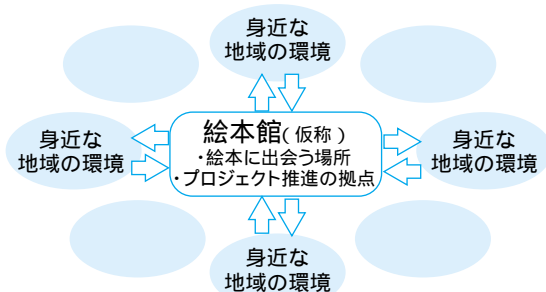 身近な
地域の環境
身近な
地域の環境
絵本館(仮称)
・絵本に出会う場所
・プロジェクト推進の拠点
身近な
地域の環境
身近な
地域の環境